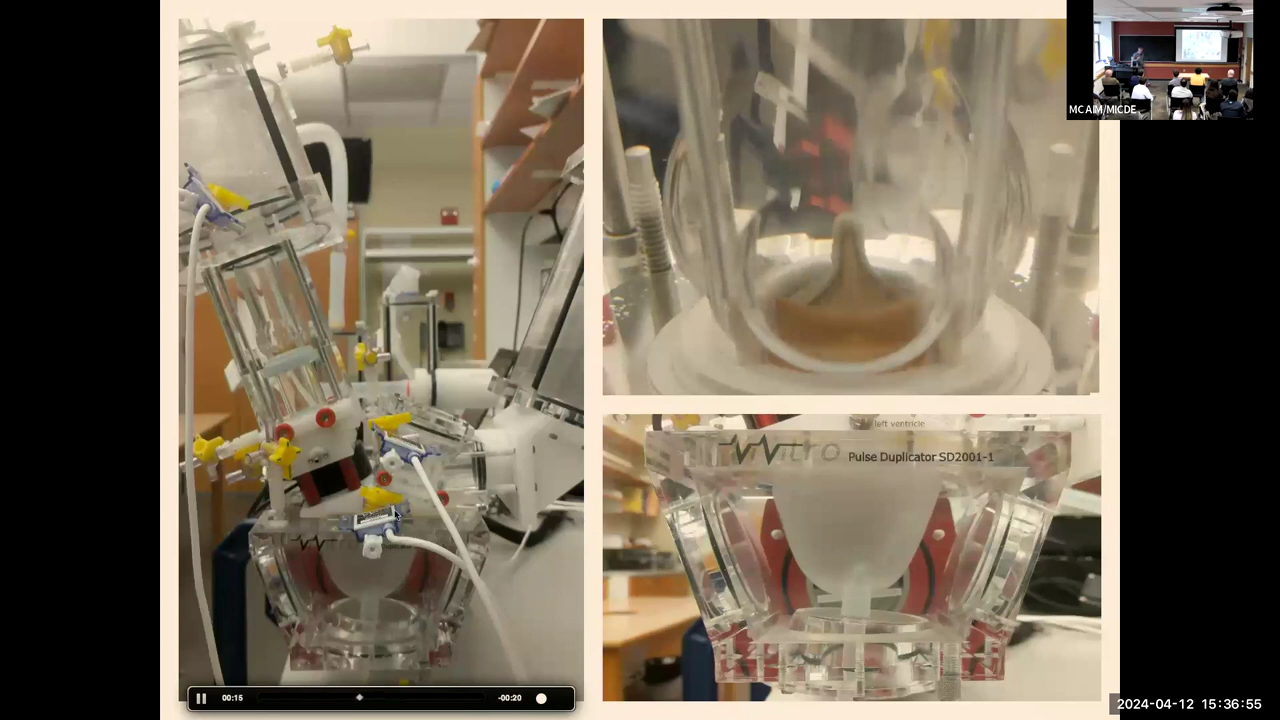 MCAIM/MICDE
left ventricle
ViVitro
Pulse Duplicator SD2001-1
00:15
-00:20
2024-04-12 15:36:55